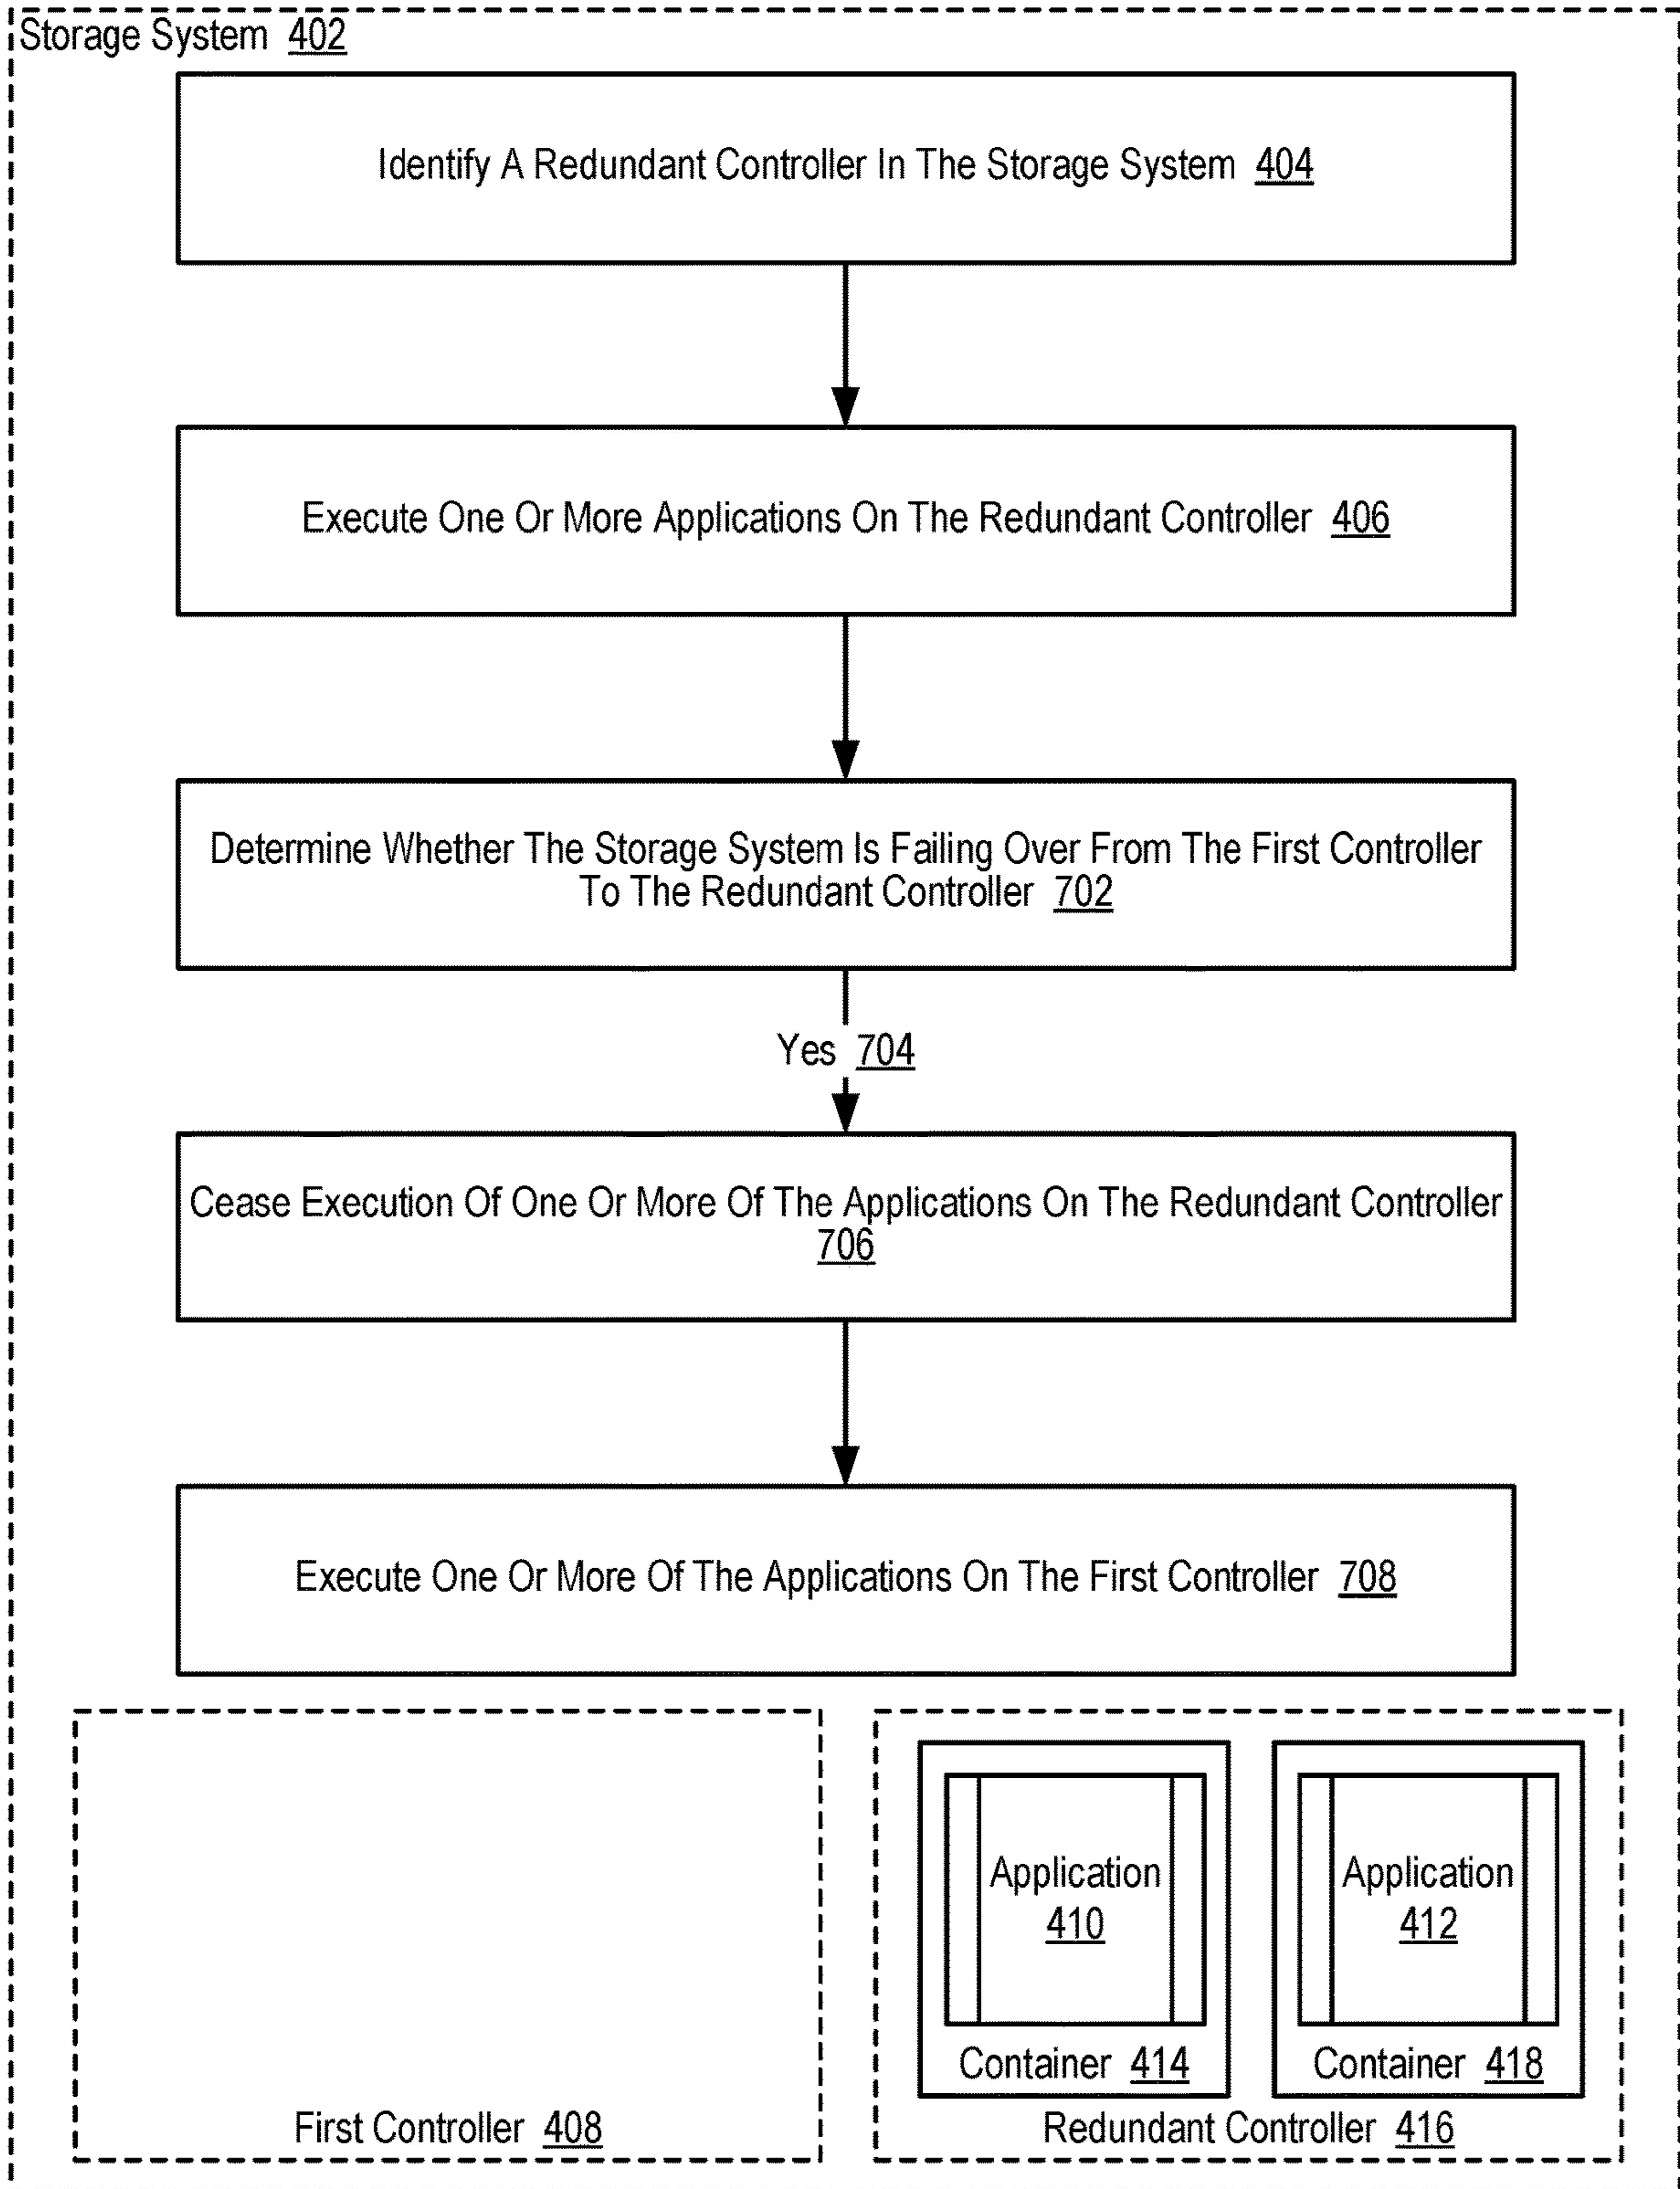 Storage System 402
Identify A Redundant Controller In The Storage System 404
Execute One Or More Applications On The Redundant Controller 406
Determine Whether The Storage System Is Failing Over From The First Controller
To The Redundant Controller 702
Yes 704
Cease Execution Of One Or More Of The Applications On The Redundant Controller
706
Execute One Or More Of The Applications On The First Controller 708
First Controller 408
Application
410
Container 414
Application
412
Container 418
Redundant Controller 416